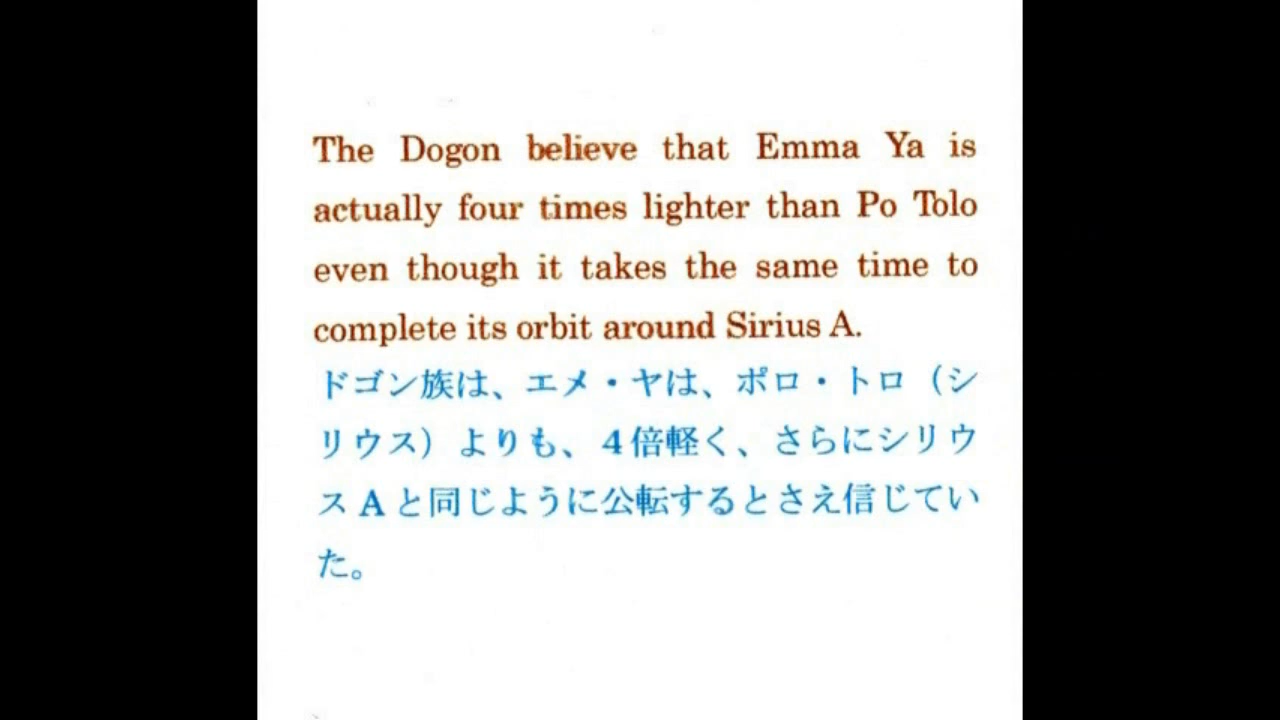 The Dogon believe that Emma Ya is
actually four times lighter than Po Tolo
even though it takes the same time to
complete its orbit around Sirius A.
ドゴン族は、エメ・ヤは、ポロ・トロ（シ
リウス）よりも、４倍軽く、さらにシリウ
ス A と同じように公転するとさえ信じてい
た。